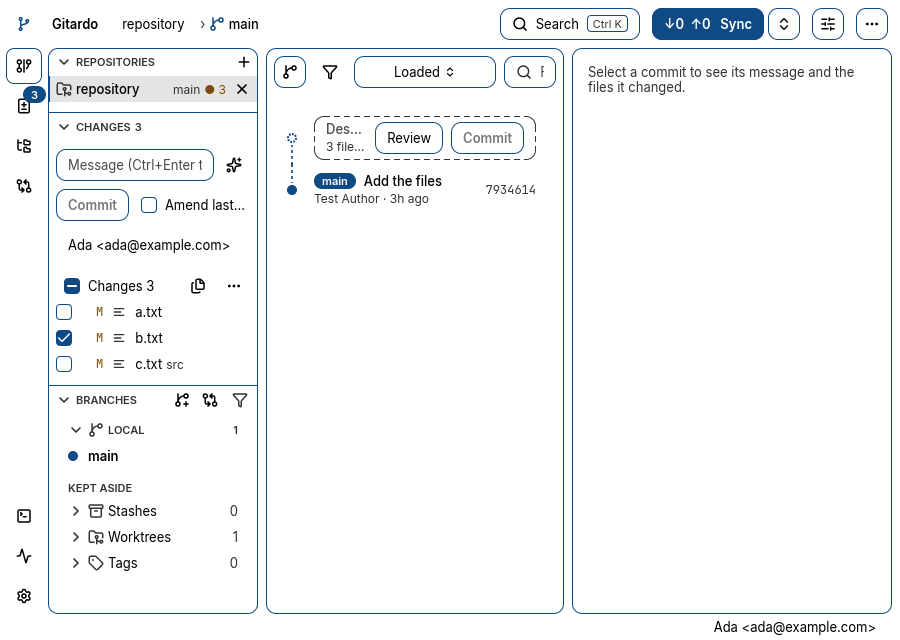 Gitardo repository › main Search Ctrl K ↓0 ↑0 Sync
REPOSITORIES
repository main 3
3
CHANGES 3
Message (Ctrl+Enter t
Commit Amend last...
Ada <ada@example.com>
Changes 3
M a.txt
M b.txt
M c.txt src
BRANCHES
LOCAL 1
main
KEPT ASIDE
Stashes 0
Worktrees 1
Tags 0
Loaded
Des...
3 file...
Review Commit
main Add the files
Test Author · 3h ago
7934614
Select a commit to see its message and the
files it changed.
Ada <ada@example.com>